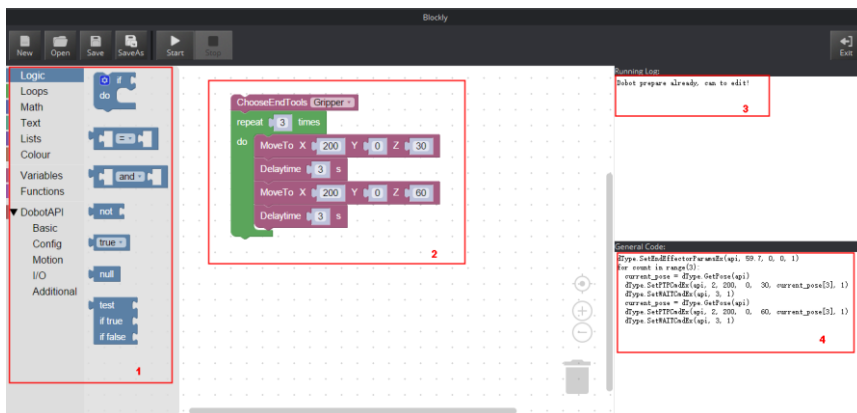 Blockly
New Open Save SaveAs Start Stop Exit
Logic
Loops
Math
Text
Lists
Colour
Variables
Functions
DobotAPI
Basic
Config
Motion
I/O
Additional
if
do
=
and
not
true
null
test
if true
if false
1
ChooseEndTools Gripper
repeat 3 times
do MoveTo X 200 Y 0 Z 30
Delaytime 3 s
MoveTo X 200 Y 0 Z 60
Delaytime 3 s
2
Running Log:
Dobot prepare already, can to edit!
3
General Code:
dType.SetEndEffectorParamsEx(api, 59.7, 0, 0, 1)
for count in range(3):
current_pose = dType.GetPose(api)
dType.SetPTPCmdEx(api, 2, 200, 0, 30, current_pose[3], 1)
dType.SetWAITCmdEx(api, 3, 1)
current_pose = dType.GetPose(api)
dType.SetPTPCmdEx(api, 2, 200, 0, 60, current_pose[3], 1)
dType.SetWAITCmdEx(api, 3, 1)
4